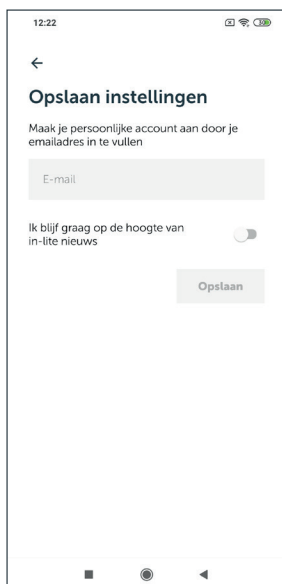 12:22
Opslaan instellingen
Maak je persoonlijke account aan door je
emailadres in te vullen
E-mail
Ik blijf graag op de hoogte van
in-lite nieuws
Opslaan